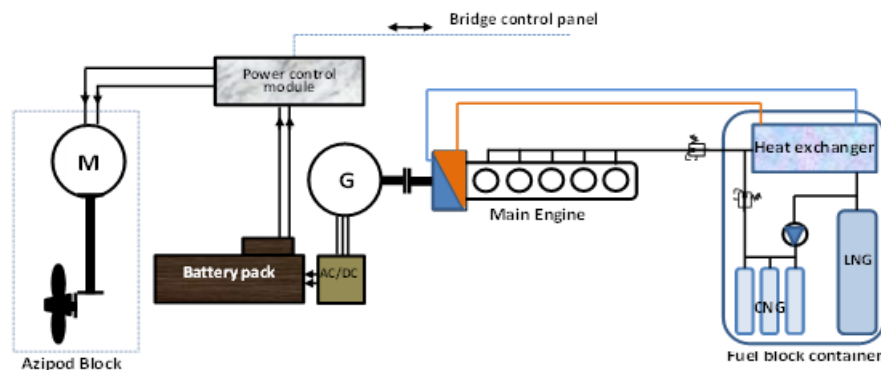 Bridge control panel
Power control
module
M
G
Heat exchanger
Main Engine
Battery pack
AC/DC
LNG
CNG
Azipod Block
Fuel block container